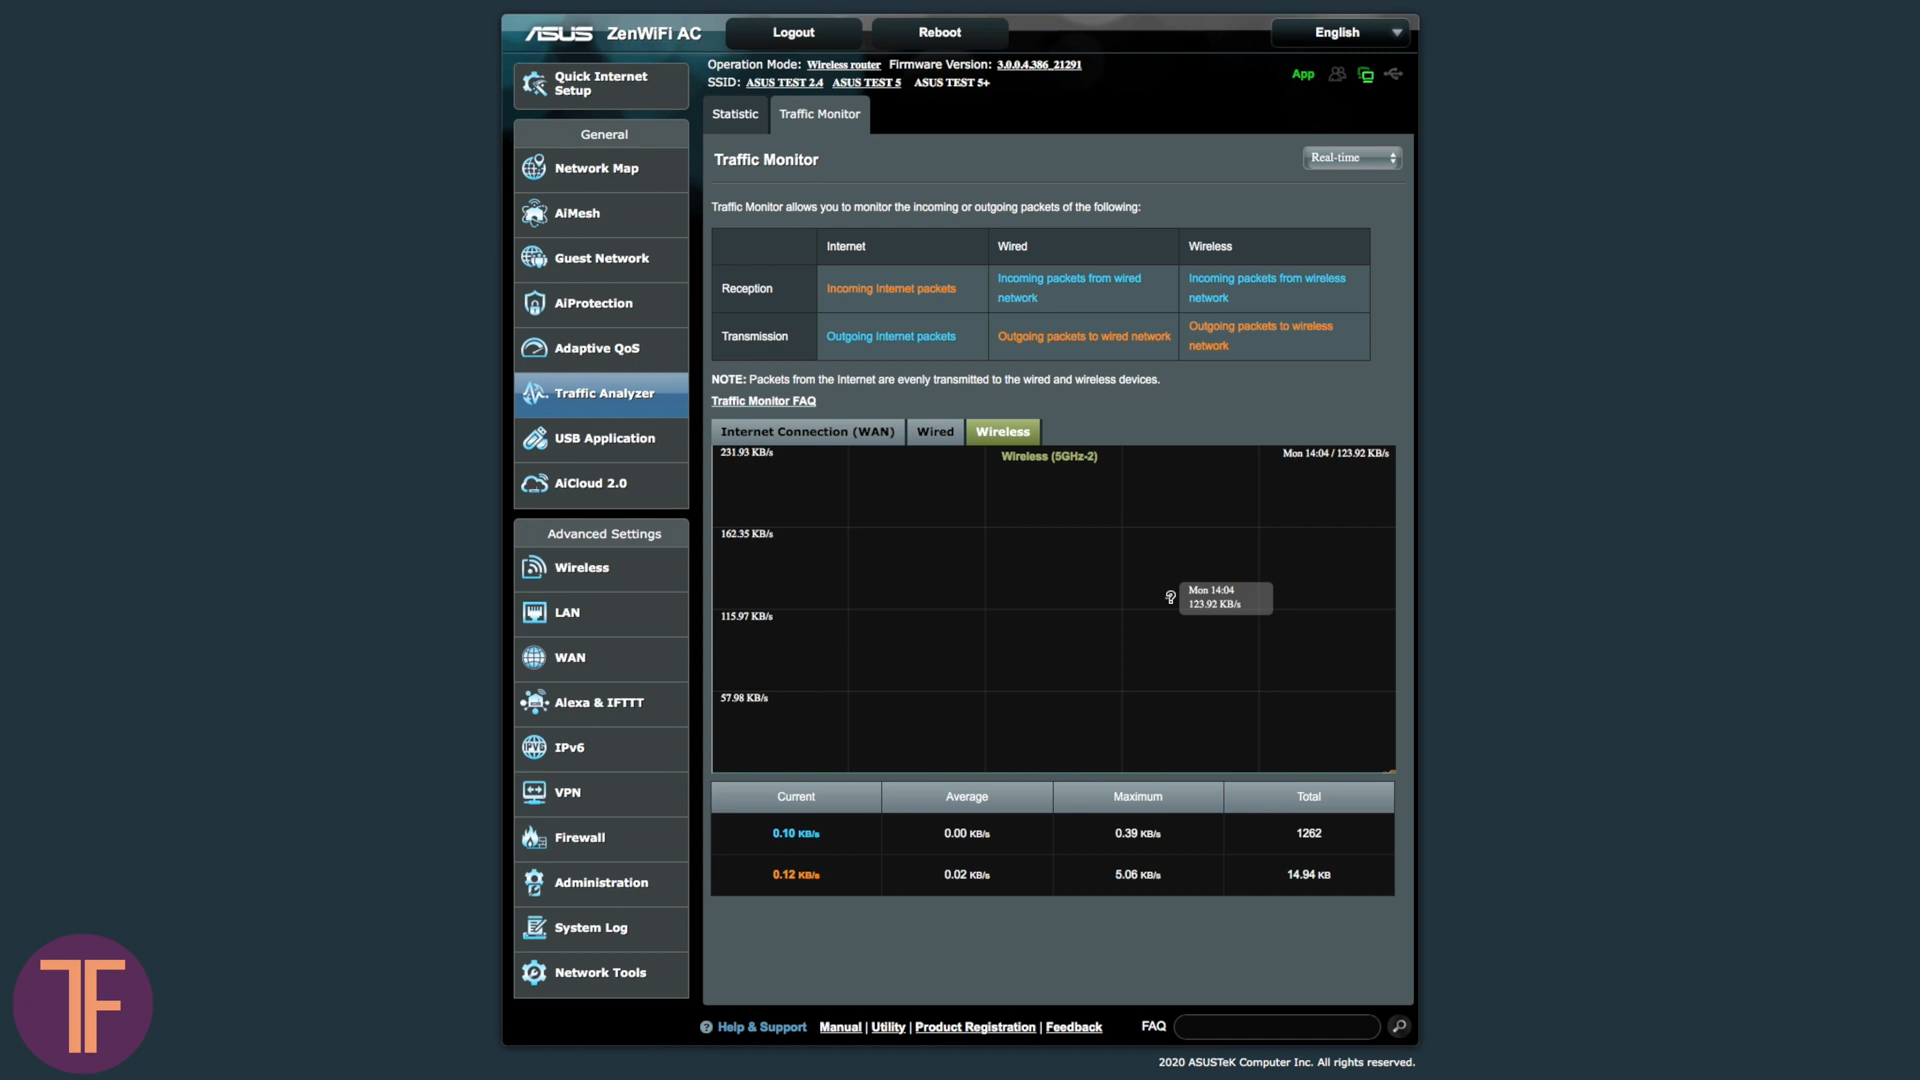 ASUS ZenWiFi AC
Logout
Reboot
English
Operation Mode: Wireless router Firmware Version: 3.0.0.4.386_21291
SSID: ASUS TEST 2.4 ASUS TEST 5 ASUS TEST 5+
App
Quick Internet
Setup
General
Network Map
AiMesh
Guest Network
AiProtection
Adaptive QoS
Traffic Analyzer
USB Application
AiCloud 2.0
Advanced Settings
Wireless
LAN
WAN
Alexa & IFTTT
IPv6
VPN
Firewall
Administration
System Log
Network Tools
Statistic
Traffic Monitor
Traffic Monitor
Real-time
Traffic Monitor allows you to monitor the incoming or outgoing packets of the following:
Internet Wired Wireless
Reception
Incoming Internet packets
Incoming packets from wired
network
Incoming packets from wireless
network
Transmission
Outgoing Internet packets
Outgoing packets to wired network
Outgoing packets to wireless
network
NOTE: Packets from the Internet are evenly transmitted to the wired and wireless devices.
Traffic Monitor FAQ
Internet Connection (WAN) Wired Wireless
231.93 KB/s
Wireless (5GHz-2)
Mon 14:04 / 123.92 KB/s
162.35 KB/s
Mon 14:04
123.92 KB/s
115.97 KB/s
57.98 KB/s
Current Average Maximum Total
0.10 KB/s 0.00 KB/s 0.39 KB/s 1262
0.12 KB/s 0.02 KB/s 5.06 KB/s 14.94 KB
? Help & Support Manual | Utility | Product Registration | Feedback FAQ
2020 ASUSTeK Computer Inc. All rights reserved.
TF